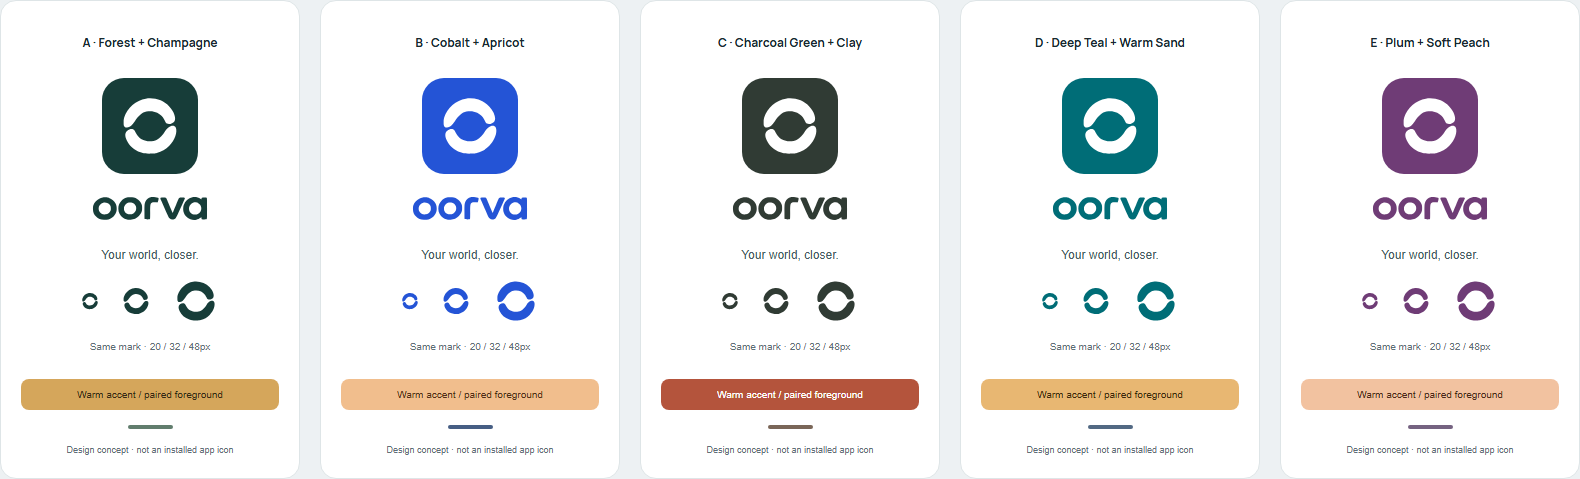 A · Forest + Champagne
oorva
Your world, closer.
Same mark · 20 / 32 / 48px
Warm accent / paired foreground
Design concept · not an installed app icon
B · Cobalt + Apricot
oorva
Your world, closer.
Same mark · 20 / 32 / 48px
Warm accent / paired foreground
Design concept · not an installed app icon
C · Charcoal Green + Clay
oorva
Your world, closer.
Same mark · 20 / 32 / 48px
Warm accent / paired foreground
Design concept · not an installed app icon
D · Deep Teal + Warm Sand
oorva
Your world, closer.
Same mark · 20 / 32 / 48px
Warm accent / paired foreground
Design concept · not an installed app icon
E · Plum + Soft Peach
oorva
Your world, closer.
Same mark · 20 / 32 / 48px
Warm accent / paired foreground
Design concept · not an installed app icon